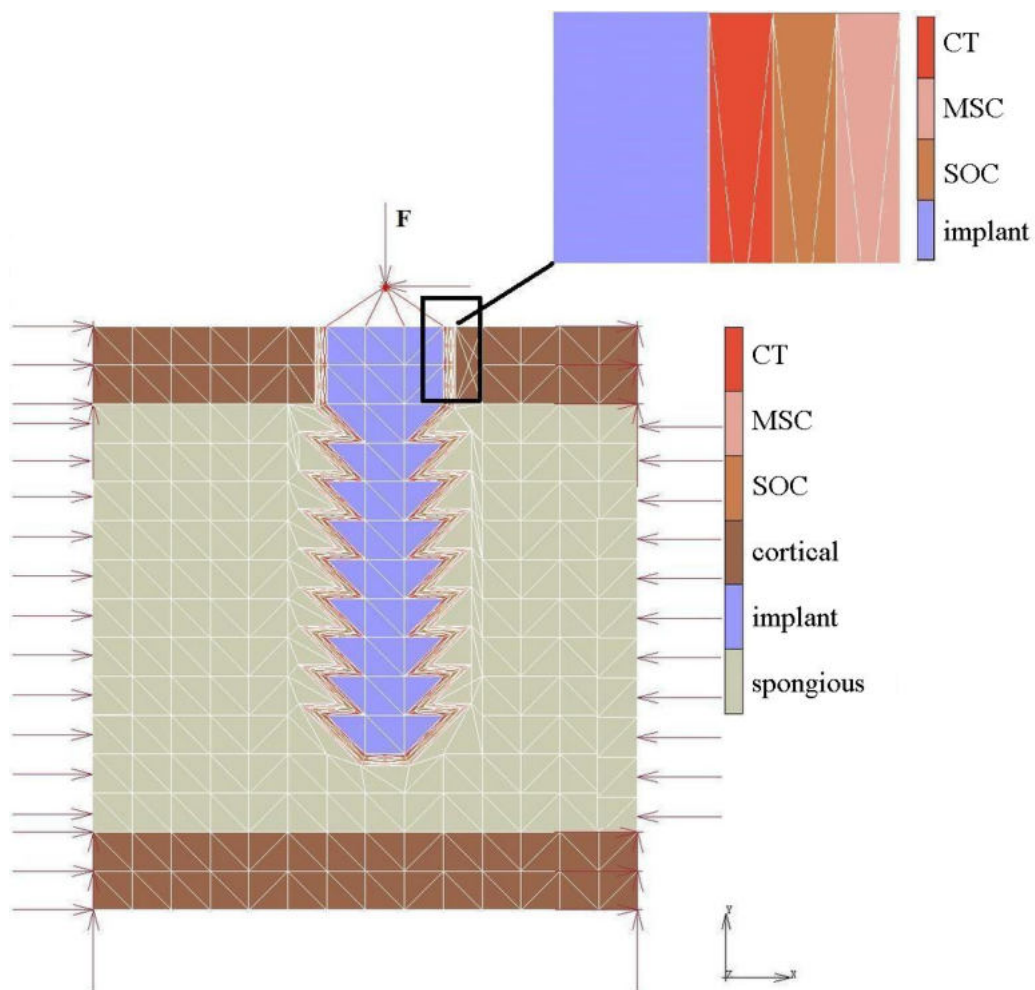 CT
MSC
SOC
implant
F
CT
MSC
SOC
cortical
implant
spongious
Y
Z
X